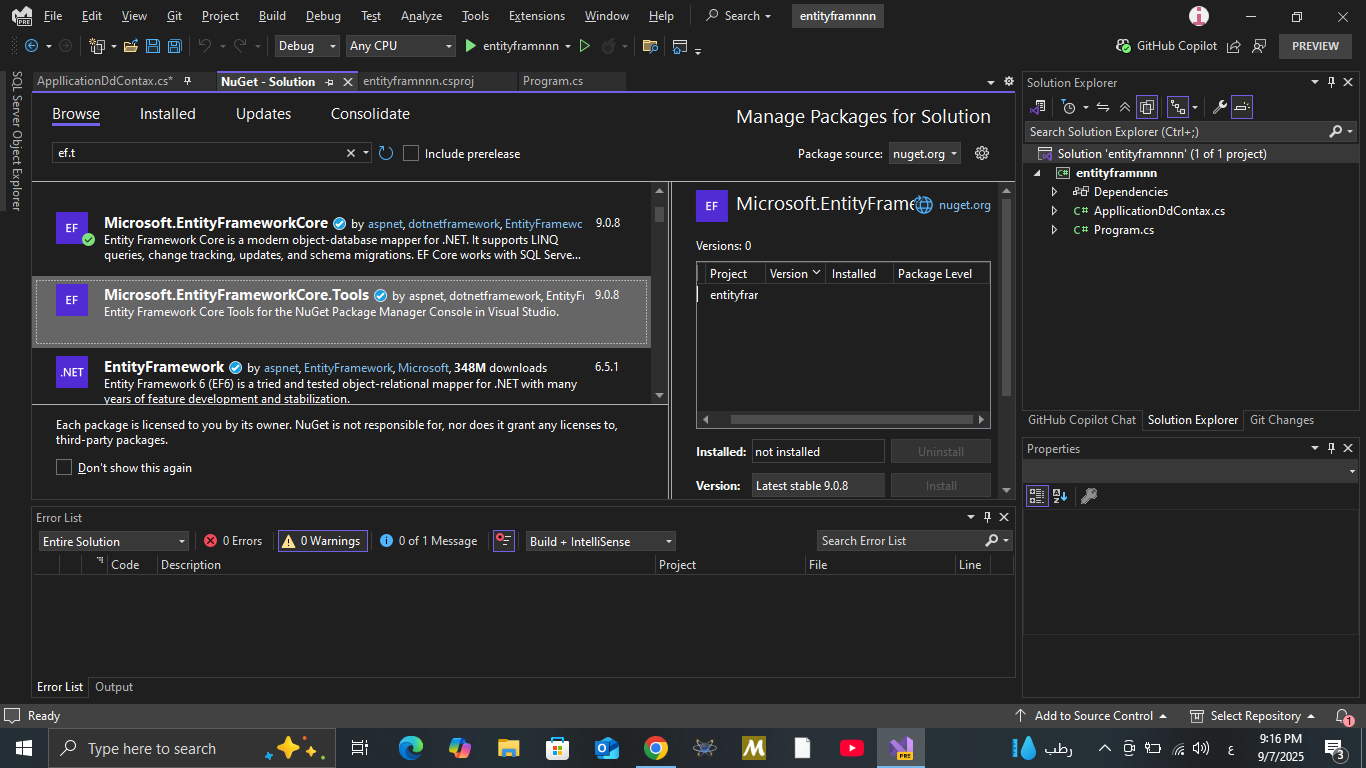 File Edit View Git Project Build Debug Test Analyze Tools Extensions Window Help Search entityframnnn
PRE
Debug Any CPU entityframnnn GitHub Copilot PREVIEW
SQL Server Object Explorer
AppllicationDdContax.cs* NuGet - Solution entityframnnn.csproj Program.cs
Browse Installed Updates Consolidate
Manage Packages for Solution
ef.t
Include prerelease
Package source: nuget.org
EF
Microsoft.EntityFrameworkCore by aspnet, dotnetframework, EntityFramewc 9.0.8
Entity Framework Core is a modern object-database mapper for .NET. It supports LINQ
queries, change tracking, updates, and schema migrations. EF Core works with SQL Serve...
EF
Microsoft.EntityFrameworkCore.Tools by aspnet, dotnetframework, EntityFr 9.0.8
Entity Framework Core Tools for the NuGet Package Manager Console in Visual Studio.
.NET
EntityFramework by aspnet, EntityFramework, Microsoft, 348M downloads 6.5.1
Entity Framework 6 (EF6) is a tried and tested object-relational mapper for .NET with many
years of feature development and stabilization.
Each package is licensed to you by its owner. NuGet is not responsible for, nor does it grant any licenses to,
third-party packages.
Don't show this again
EF
Microsoft.EntityFrame nuget.org
Versions: 0
Project Version Installed Package Level
entityfrar
Installed: not installed Uninstall
Version: Latest stable 9.0.8 Install
Solution Explorer
Search Solution Explorer (Ctrl+;)
Solution 'entityframnnn' (1 of 1 project)
C# entityframnnn
Dependencies
C# AppllicationDdContax.cs
C# Program.cs
GitHub Copilot Chat Solution Explorer Git Changes
Properties
Error List
Entire Solution 0 Errors 0 Warnings 0 of 1 Message Build + IntelliSense Search Error List
Code Description Project File Line
Error List Output
Ready Add to Source Control Select Repository 1
Type here to search
PRE
رطب
ع
9:16 PM
9/7/2025
3